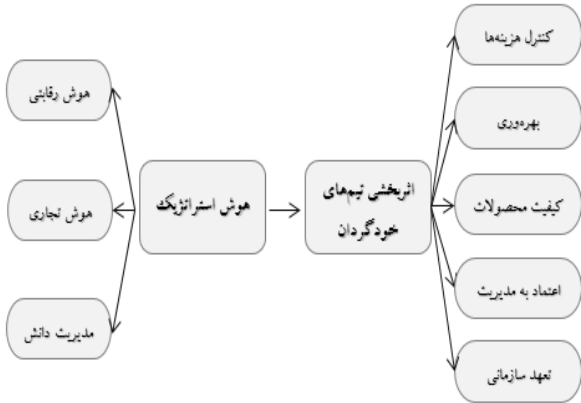 کنترل هزینه‌ها
بهره‌وری
کیفیت محصولات
اعتماد به مدیریت
تعهد سازمانی
اثربخشی تیم‌های
خودگردان
هوش استراتژیک
هوش رقابتی
هوش تجاری
مدیریت دانش